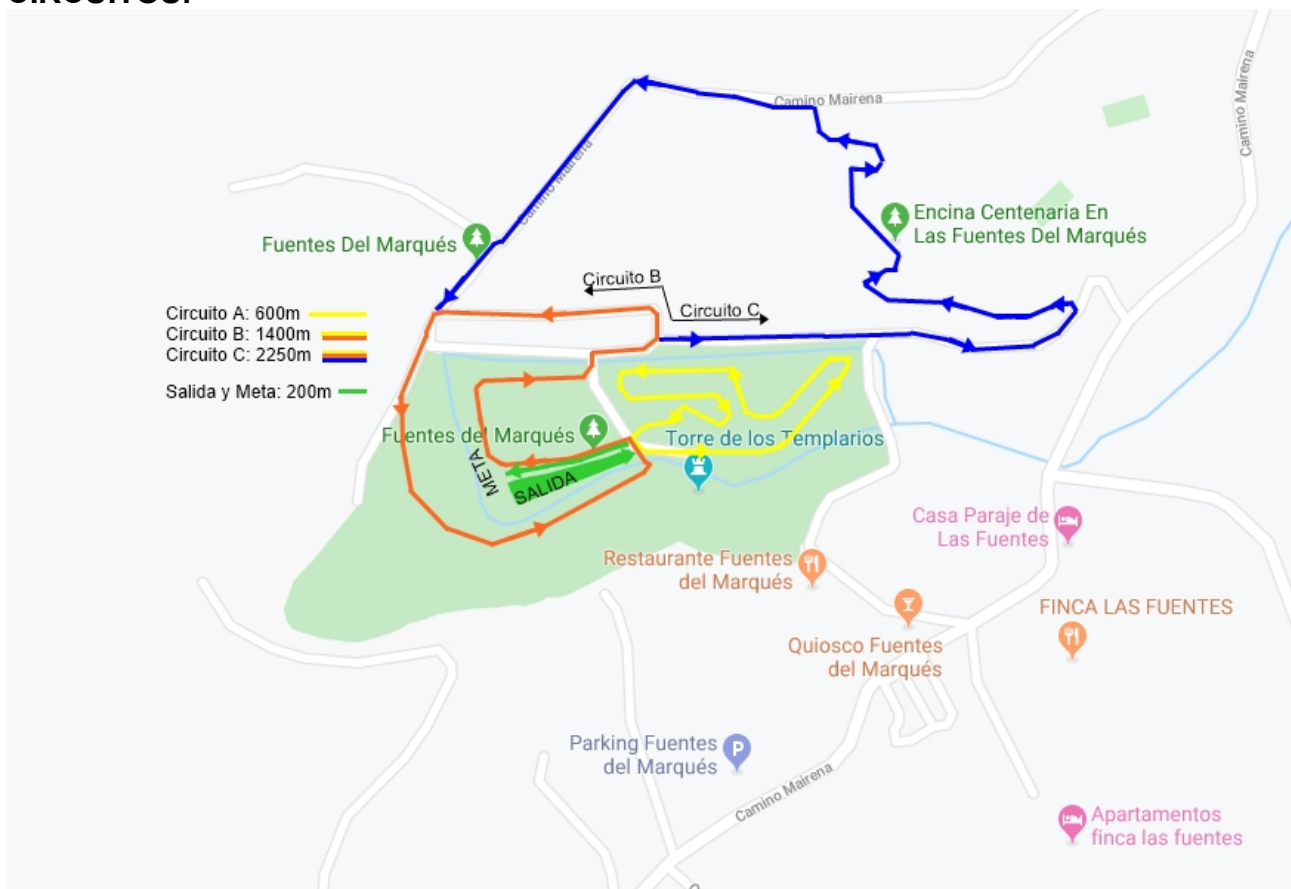 CIRCUITOS:
Camino Mairena
Camino Mairena
Camino Mairena
Encina Centenaria En
Las Fuentes Del Marqués
Fuentes Del Marqués
Circuito B
Circuito C
Circuito A: 600m
Circuito B: 1400m
Circuito C: 2250m
Salida y Meta: 200m
Fuentes del Marqués
Torre de los Templarios
META
SALIDA
Casa Paraje de
Las Fuentes
Restaurante Fuentes
del Marqués
FINCA LAS FUENTES
Quiosco Fuentes
del Marqués
Parking Fuentes
del Marqués
Camino Mairena
Apartamentos
finca las fuentes